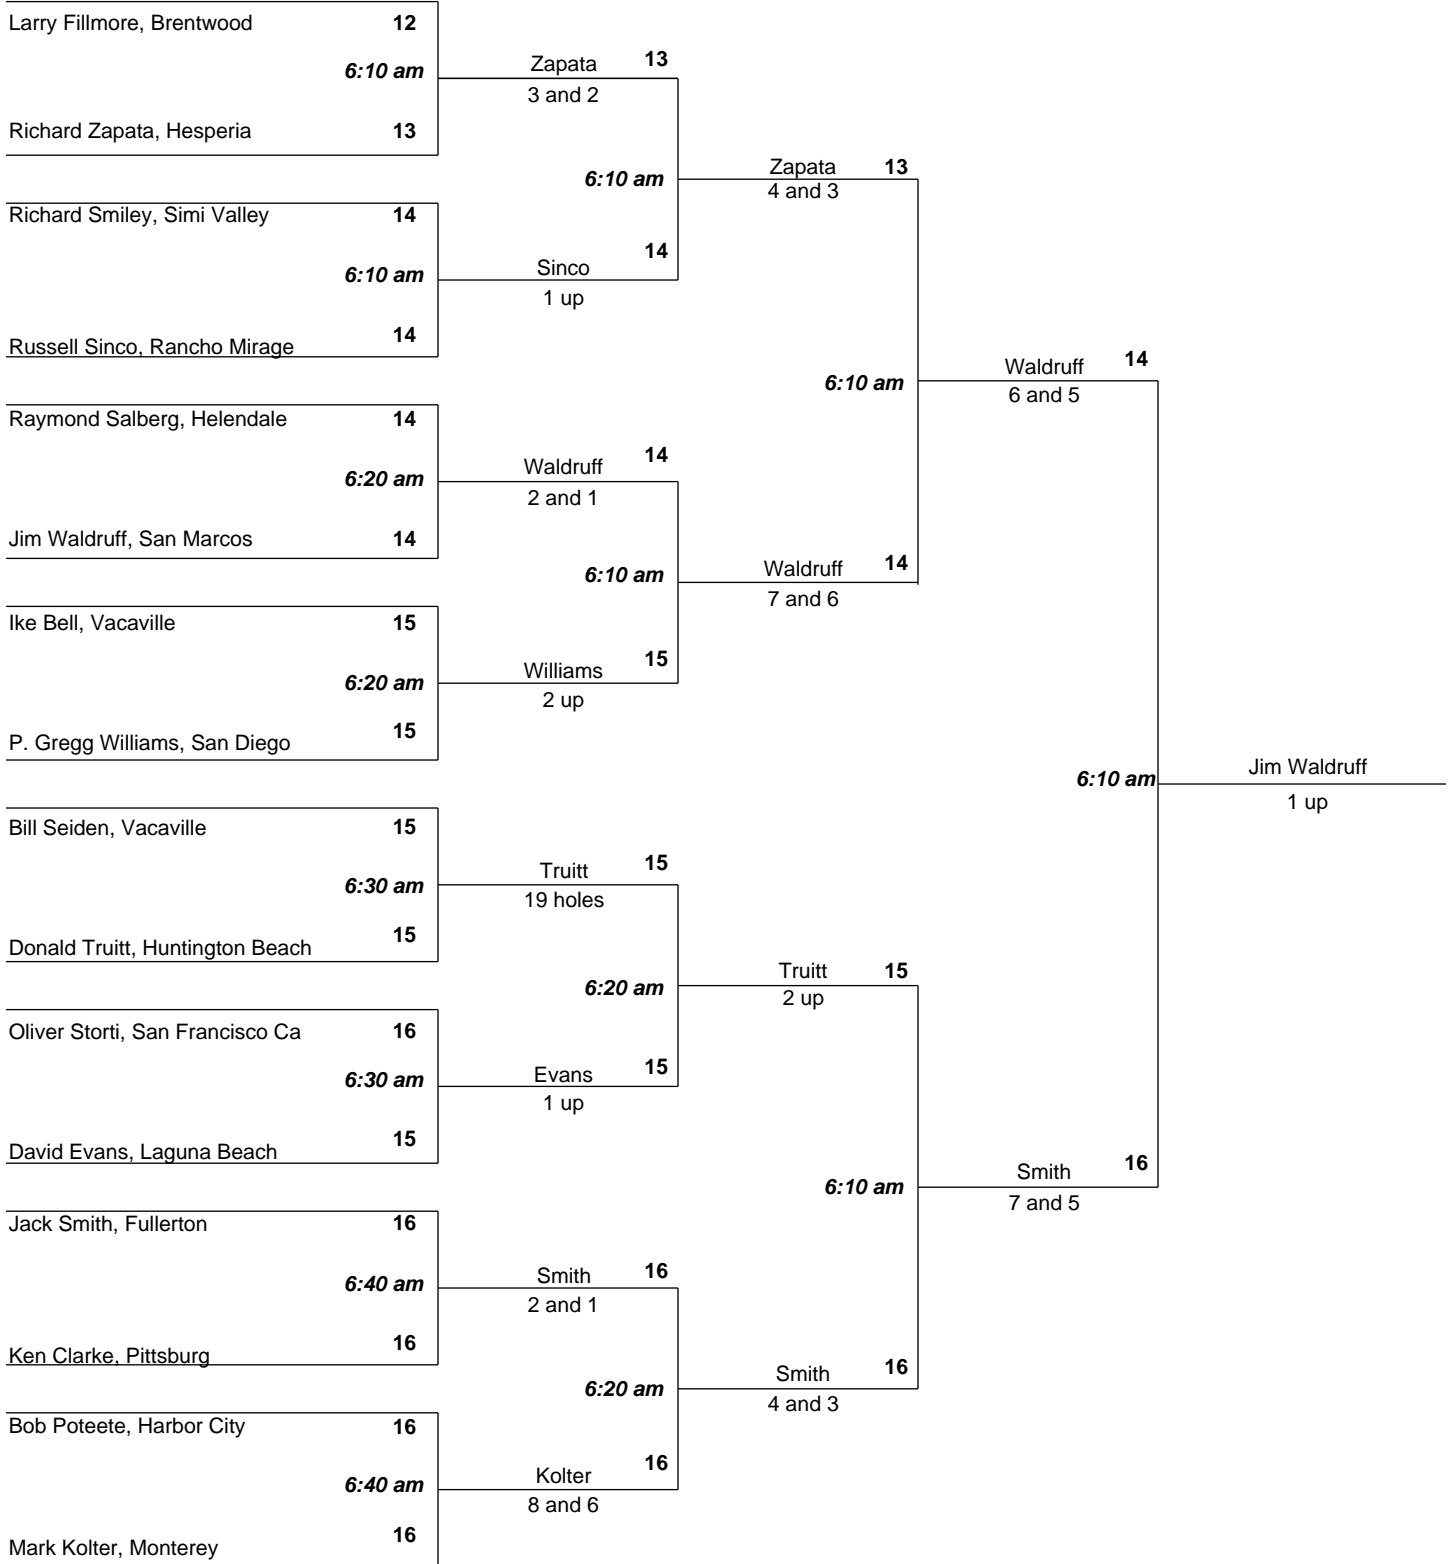 Larry Fillmore, Brentwood 12
6:10 am
Richard Zapata, Hesperia 13
Zapata 13
3 and 2
6:10 am
Zapata 13
4 and 3
Richard Smiley, Simi Valley 14
6:10 am
Russell Sinco, Rancho Mirage 14
Sinco 14
1 up
6:10 am
Waldruff 14
6 and 5
Raymond Salberg, Helendale 14
6:20 am
Jim Waldruff, San Marcos 14
Waldruff 14
2 and 1
6:10 am
Waldruff 14
7 and 6
Ike Bell, Vacaville 15
6:20 am
P. Gregg Williams, San Diego 15
Williams 15
2 up
6:10 am
Jim Waldruff
1 up
Bill Seiden, Vacaville 15
6:30 am
Donald Truitt, Huntington Beach 15
Truitt 15
19 holes
6:20 am
Truitt 15
2 up
Oliver Storti, San Francisco Ca 16
6:30 am
David Evans, Laguna Beach 15
Evans 15
1 up
6:10 am
Smith 16
7 and 5
Jack Smith, Fullerton 16
6:40 am
Ken Clarke, Pittsburg 16
Smith 16
2 and 1
6:20 am
Smith 16
4 and 3
Bob Poteete, Harbor City 16
6:40 am
Mark Kolter, Monterey 16
Kolter 16
8 and 6